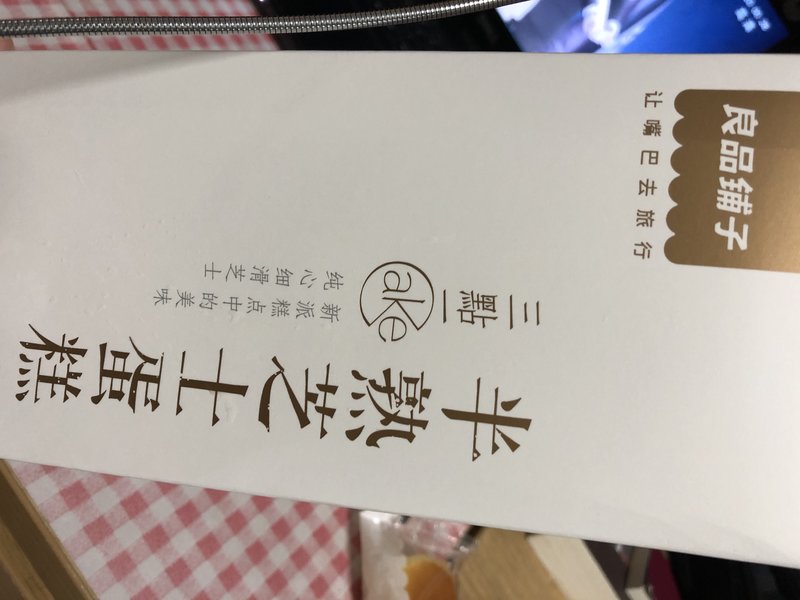 良品铺子
让嘴巴去旅行
三點一
Cake
半熟芝士蛋糕
新派糕点中的美味
纯心细滑芝士